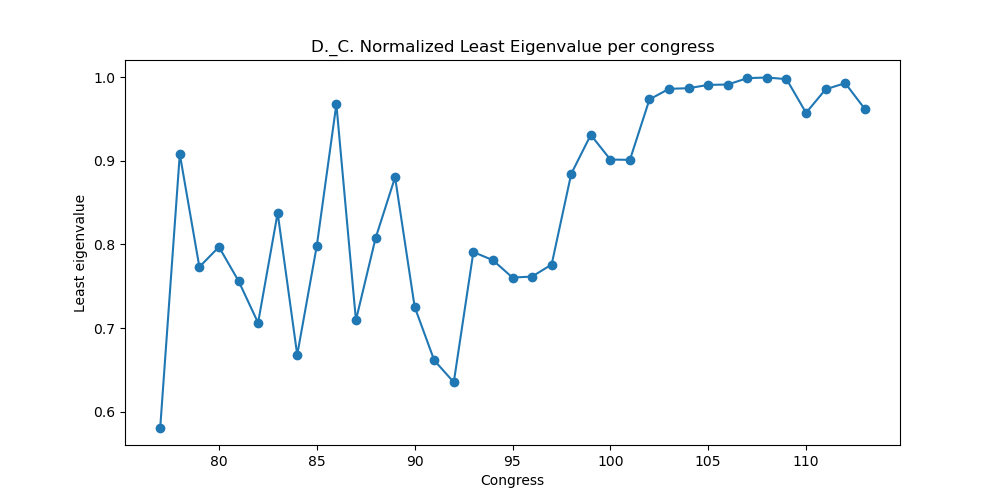 D._C. Normalized Least Eigenvalue per congress
1.0
0.9
0.8
0.7
0.6
Least eigenvalue
80 85 90 95 100 105 110
Congress